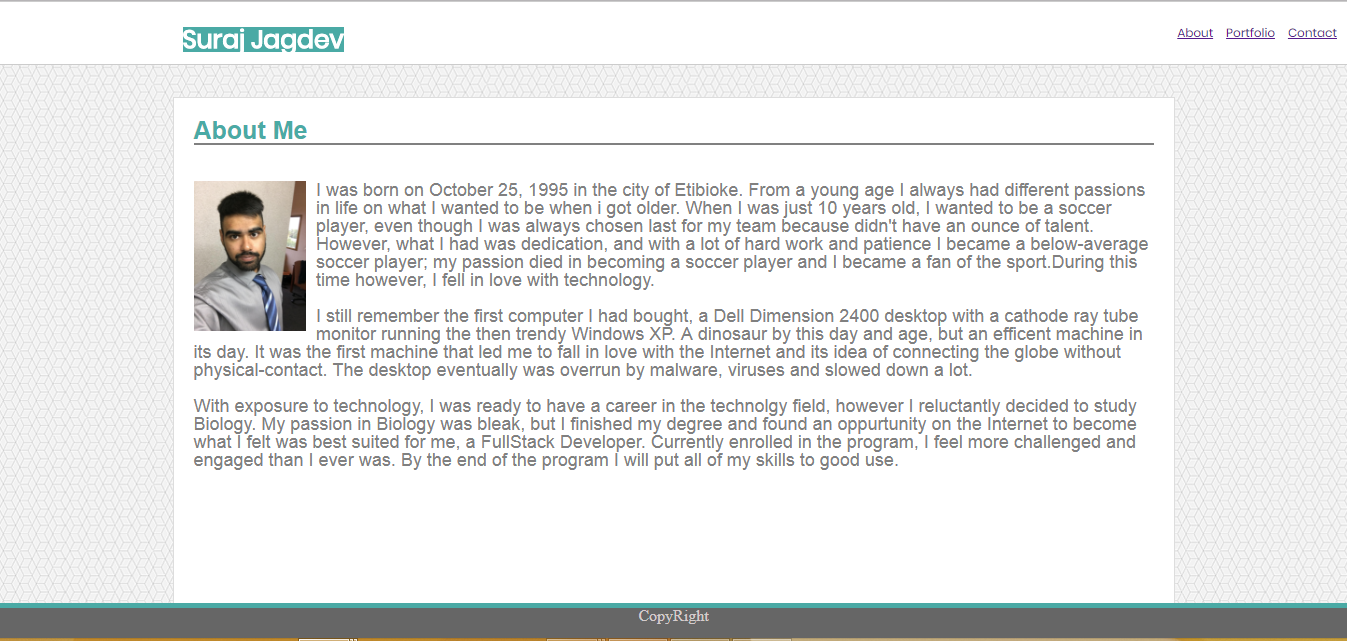 Suraj Jagdev
About Portfolio Contact
About Me
I was born on October 25, 1995 in the city of Etibioke. From a young age I always had different passions
in life on what I wanted to be when i got older. When I was just 10 years old, I wanted to be a soccer
player, even though I was always chosen last for my team because didn't have an ounce of talent.
However, what I had was dedication, and with a lot of hard work and patience I became a below-average
soccer player; my passion died in becoming a soccer player and I became a fan of the sport.During this
time however, I fell in love with technology.
I still remember the first computer I had bought, a Dell Dimension 2400 desktop with a cathode ray tube
monitor running the then trendy Windows XP. A dinosaur by this day and age, but an efficent machine in
its day. It was the first machine that led me to fall in love with the Internet and its idea of connecting the globe without
physical-contact. The desktop eventually was overrun by malware, viruses and slowed down a lot.
With exposure to technology, I was ready to have a career in the technolgy field, however I reluctantly decided to study
Biology. My passion in Biology was bleak, but I finished my degree and found an oppurtunity on the Internet to become
what I felt was best suited for me, a FullStack Developer. Currently enrolled in the program, I feel more challenged and
engaged than I ever was. By the end of the program I will put all of my skills to good use.
CopyRight